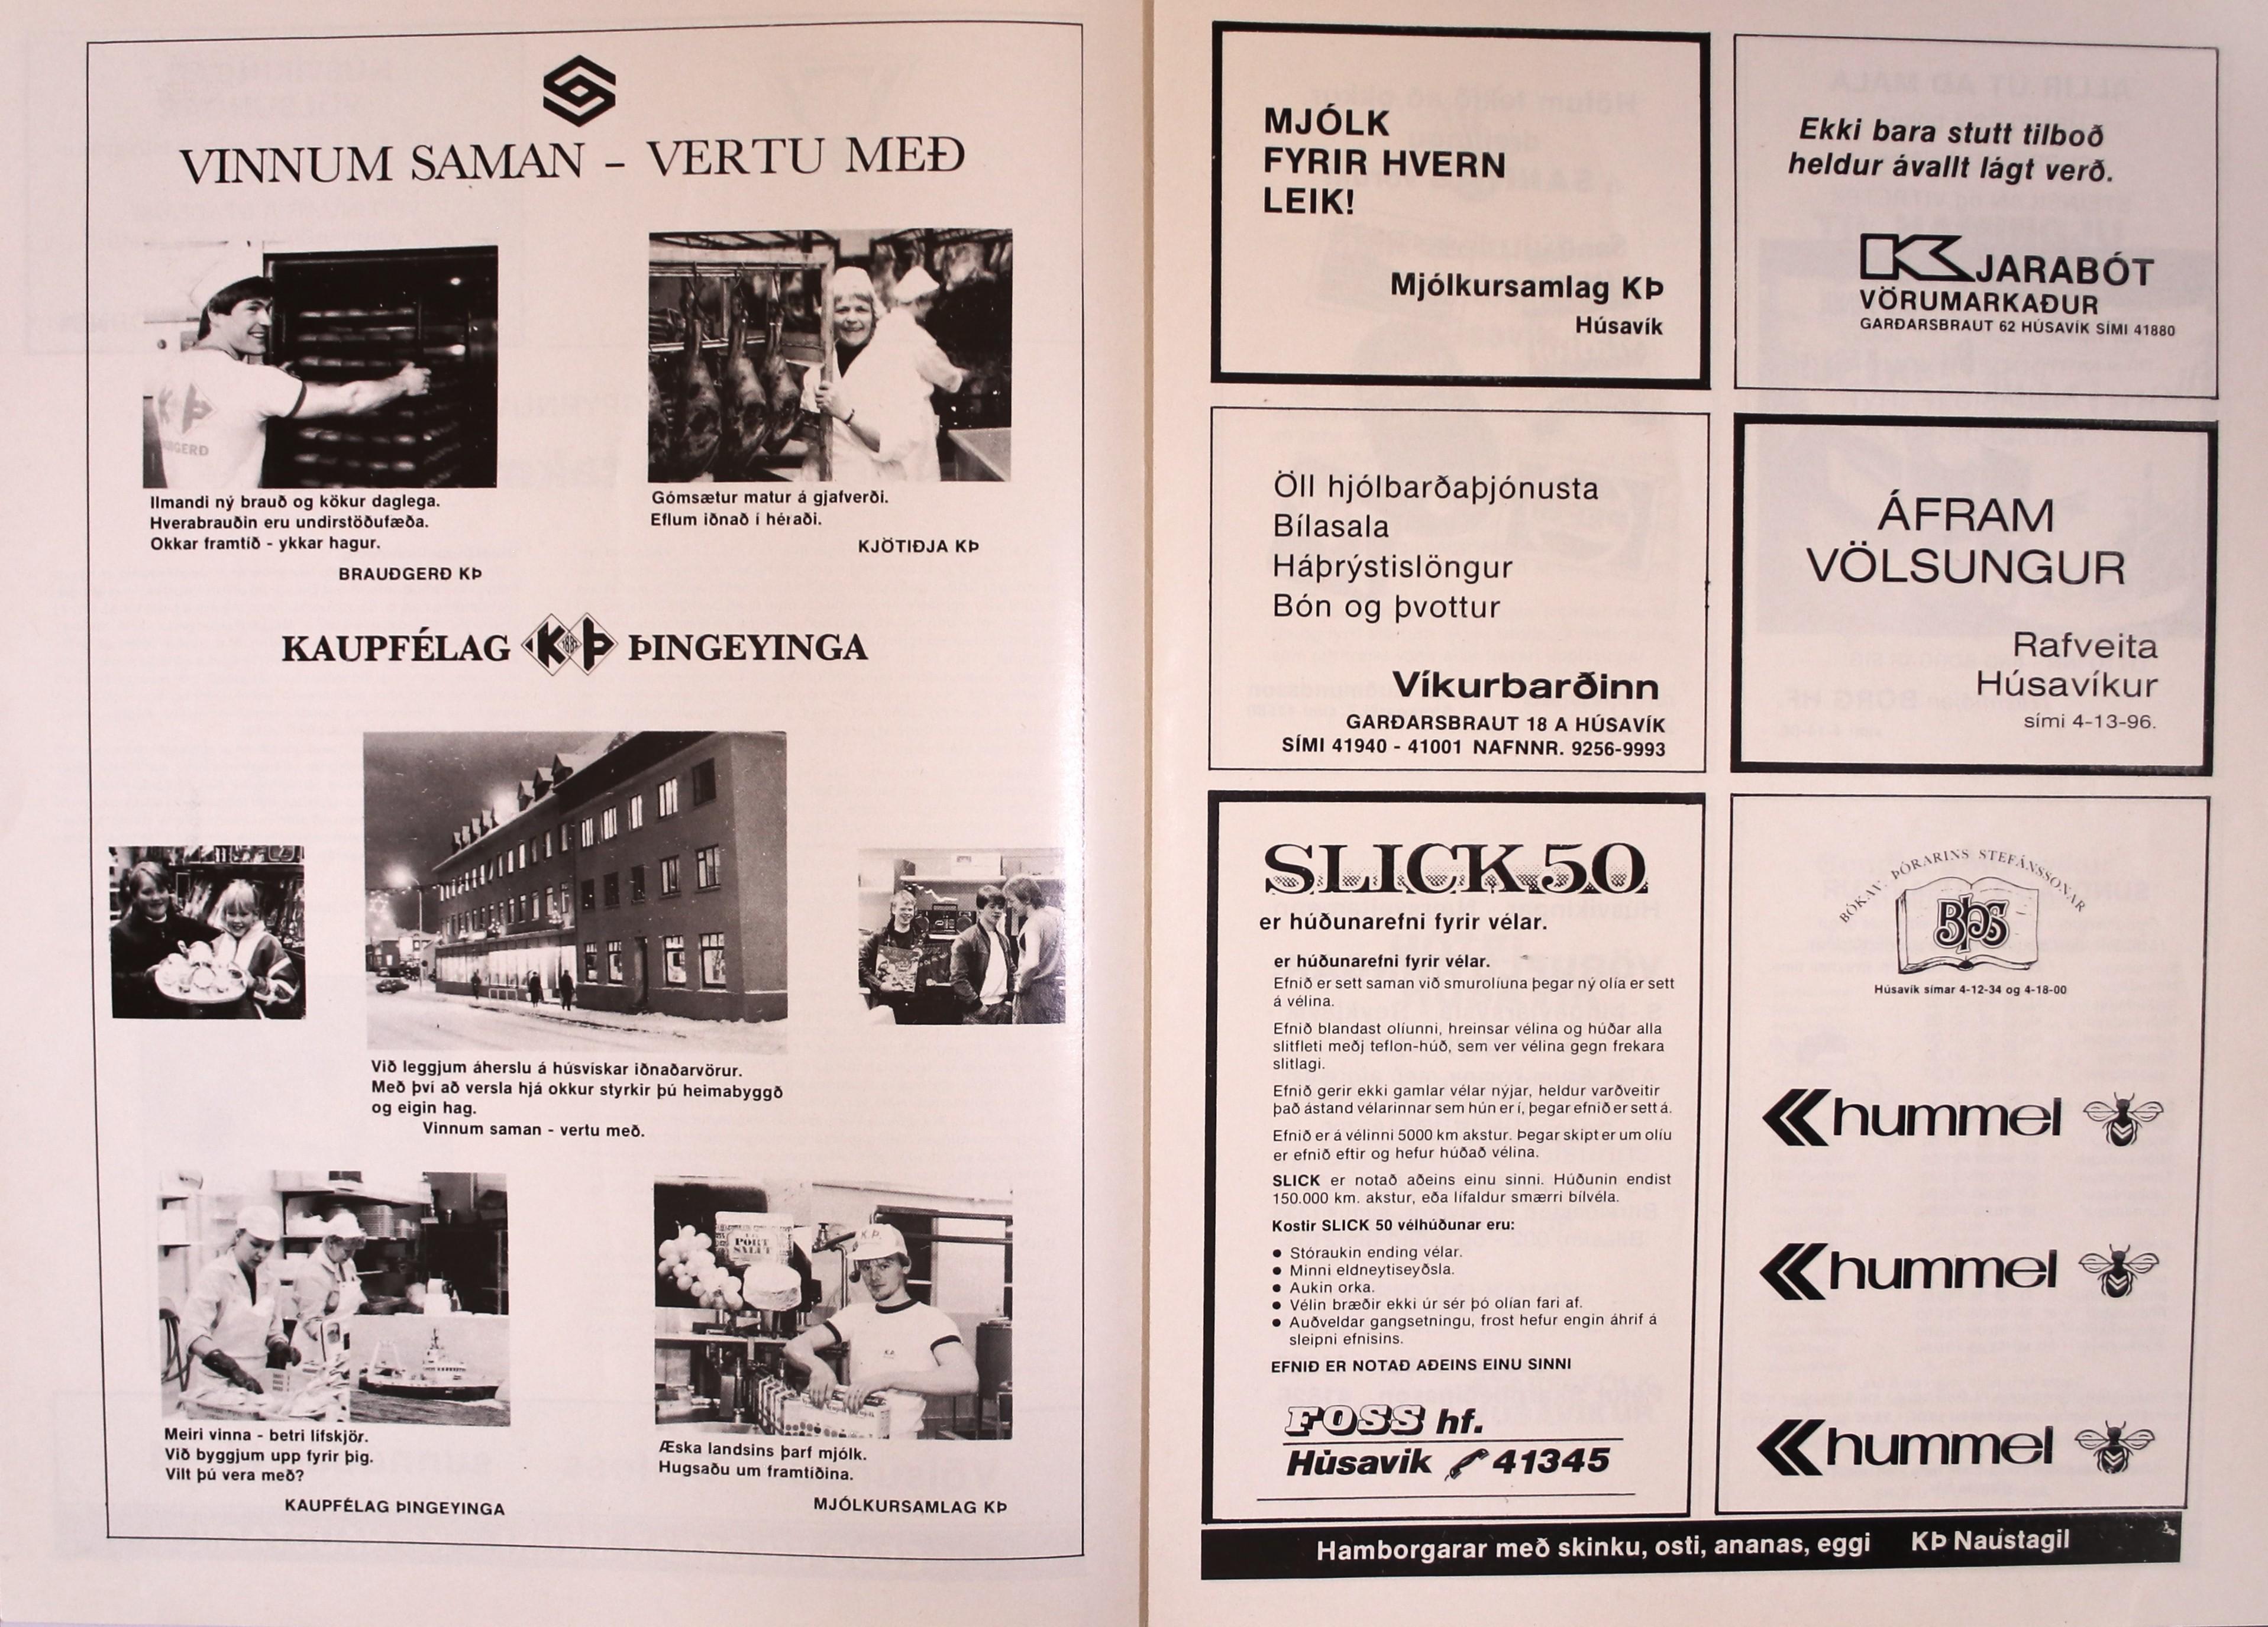 VINNUM SAMAN - VERTU MEÐ
GERÐ
Ilmandi ný brauð og kökur daglega.
Hverabrauðin eru undirstöðufæða.
Okkar framtíð - ykkar hagur.
BRAUÐGERÐ KÞ
Gómsætur matur á gjafverði.
Eflum iðnað í héraði.
KJÖTIÐJA KÞ
KAUPFÉLAG KÞ ÞINGEYINGA
Við leggjum áherslu á húsvískar iðnaðarvörur.
Með því að versla hjá okkur styrkir þú heimabyggð
og eigin hag.
Vinnum saman - vertu með.
Meiri vinna - betri lífskjör.
Við byggjum upp fyrir þig.
Vilt þú vera með?
KAUPFÉLAG ÞINGEYINGA
PORT
SALUT
K.Þ.
Æska landsins þarf mjólk.
Hugsaðu um framtíðina.
MJÓLKURSAMLAG KÞ
MJÓLK
FYRIR HVERN
LEIK!
Mjólkursamlag KÞ
Húsavík
Ekki bara stutt tilboð
heldur ávallt lágt verð.
KJARABÓT
VÖRUMARKAÐUR
GARÐARSBRAUT 62 HÚSAVÍK SÍMI 41880
Öll hjólbarðaþjónusta
Bílasala
Háþrýstislöngur
Bón og þvottur
Víkurbarðinn
GARÐARSBRAUT 18 A HÚSAVÍK
SÍMI 41940 - 41001 NAFNNR. 9256-9993
ÁFRAM
VÖLSUNGUR
Rafveita
Húsavíkur
sími 4-13-96.
SLICK 50
er húðunarefni fyrir vélar.
er húðunarefni fyrir vélar.
Efnið er sett saman við smurolíuna þegar ný olía er sett
á vélina.
Efnið blandast olíunni, hreinsar vélina og húðar alla
slitfleti meðj teflon-húð, sem ver vélina gegn frekara
slitlagi.
Efnið gerir ekki gamlar vélar nýjar, heldur varðveitir
það ástand vélarinnar sem hún er í, þegar efnið er sett á.
Efnið er á vélinni 5000 km akstur. Þegar skipt er um olíu
er efnið eftir og hefur húðað vélina.
SLICK er notað aðeins einu sinni. Húðunin endist
150.000 km. akstur, eða lífaldur smærri bílvéla.
Kostir SLICK 50 vélhúðunar eru:
● Stóraukin ending vélar.
● Minni eldneytiseyðsla.
● Aukin orka.
● Vélin bræðir ekki úr sér þó olían fari af.
● Auðveldar gangsetningu, frost hefur engin áhrif á
sleipni efnisins.
EFNIÐ ER NOTAÐ AÐEINS EINU SINNI
FOSS hf.
Húsavik 41345
BÓKAV. ÞÓRARINS STEFÁNSSONAR
BÞS
Húsavík símar 4-12-34 og 4-18-00
hummel
hummel
hummel
Hamborgarar með skinku, osti, ananas, eggi KÞ Naustagil